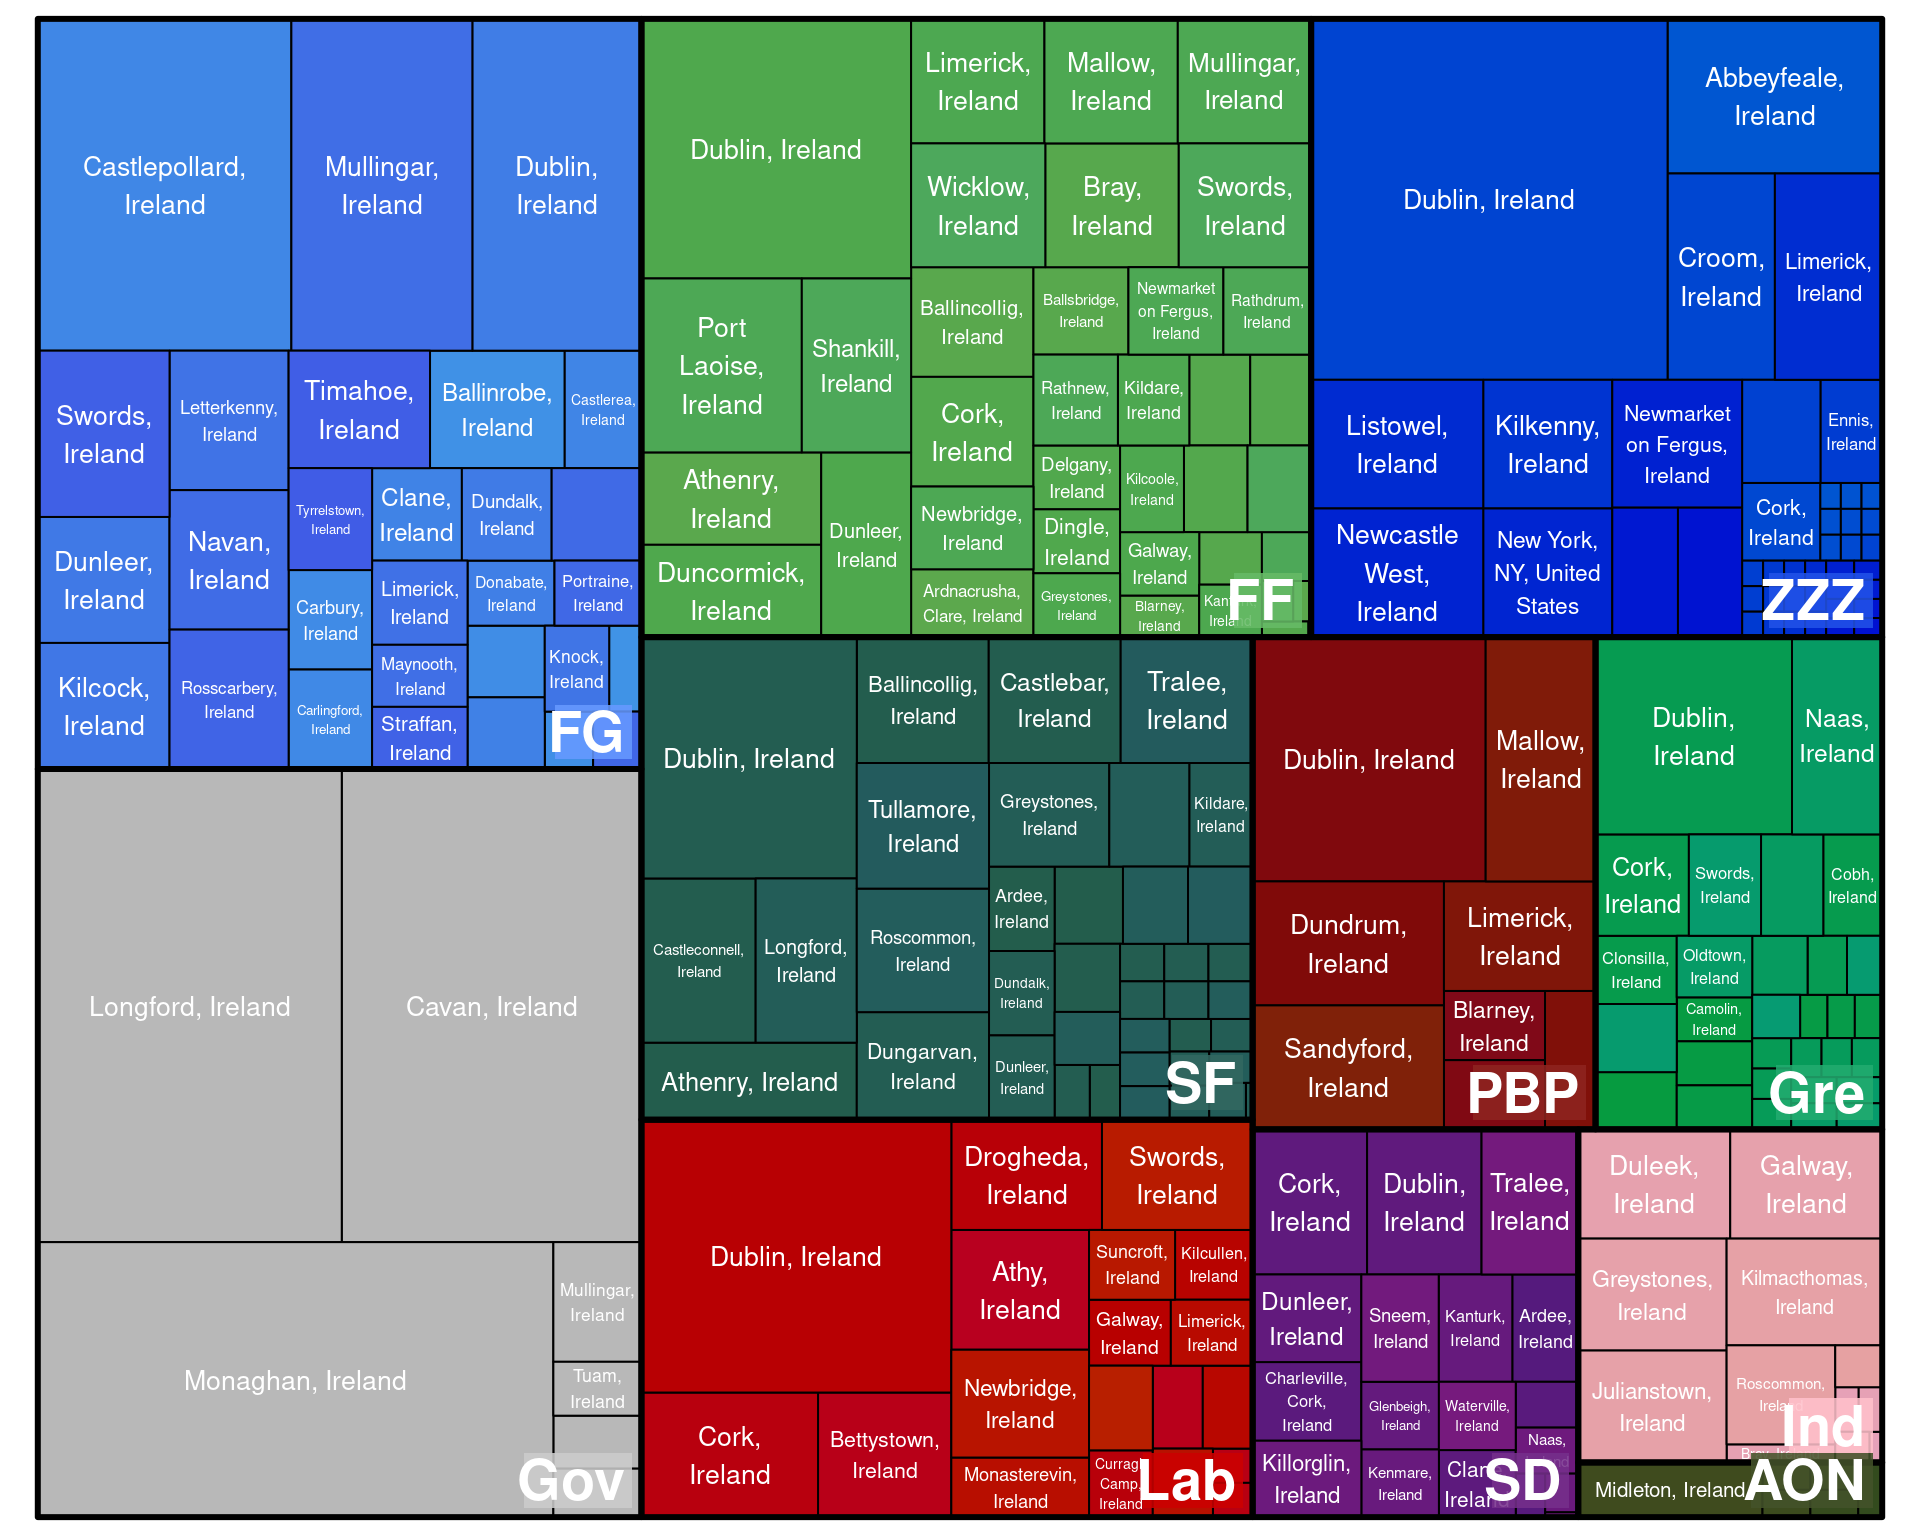 Castlepollard,
Ireland
Mullingar,
Ireland
Dublin,
Ireland
Swords,
Ireland
Letterkenny,
Ireland
Timahoe,
Ireland
Ballinrobe,
Ireland
Castlerea,
Ireland
Dunleer,
Ireland
Navan,
Ireland
Tyrrelstown,
Ireland
Clane,
Ireland
Dundalk,
Ireland
Carbury,
Ireland
Limerick,
Ireland
Donabate,
Ireland
Portraine,
Ireland
Kilcock,
Ireland
Rosscarbery,
Ireland
Carlingford,
Ireland
Maynooth,
Ireland
Straffan,
Ireland
Knock,
Ireland
FG
Dublin, Ireland
Limerick,
Ireland
Mallow,
Ireland
Mullingar,
Ireland
Wicklow,
Ireland
Bray,
Ireland
Swords,
Ireland
Port
Laoise,
Ireland
Shankill,
Ireland
Ballincollig,
Ireland
Ballsbridge,
Ireland
Newmarket
on Fergus,
Ireland
Rathdrum,
Ireland
Cork,
Ireland
Rathnew,
Ireland
Kildare,
Ireland
Athenry,
Ireland
Dunleer,
Ireland
Duncormick,
Ireland
Newbridge,
Ireland
Ardnacrusha,
Clare, Ireland
Delgany,
Ireland
Kilcoole,
Ireland
Dingle,
Ireland
Galway,
Ireland
Greystones,
Ireland
Blarney,
Ireland
Ireland
FF
Dublin, Ireland
Abbeyfeale,
Ireland
Croom,
Ireland
Limerick,
Ireland
Listowel,
Ireland
Kilkenny,
Ireland
Newmarket
on Fergus,
Ireland
Ennis,
Ireland
Newcastle
West,
Ireland
New York,
NY, United
States
Cork,
Ireland
ZZZ
Longford, Ireland
Cavan, Ireland
Monaghan, Ireland
Mullingar,
Ireland
Tuam,
Ireland
Gov
Dublin, Ireland
Ballincollig,
Ireland
Castlebar,
Ireland
Tralee,
Ireland
Tullamore,
Ireland
Greystones,
Ireland
Kildare,
Ireland
Castleconnell,
Ireland
Longford,
Ireland
Roscommon,
Ireland
Ardee,
Ireland
Dundalk,
Ireland
Athenry, Ireland
Dungarvan,
Ireland
Dunleer,
Ireland
SF
Dublin, Ireland
Mallow,
Ireland
Dundrum,
Ireland
Limerick,
Ireland
Sandyford,
Ireland
Blarney,
Ireland
PBP
Dublin,
Ireland
Naas,
Ireland
Cork,
Ireland
Swords,
Ireland
Cobh,
Ireland
Clonsilla,
Ireland
Oldtown,
Ireland
Camolin,
Ireland
Gre
Dublin, Ireland
Drogheda,
Ireland
Swords,
Ireland
Athy,
Ireland
Suncroft,
Ireland
Kilcullen,
Ireland
Galway,
Ireland
Limerick,
Ireland
Cork,
Ireland
Bettystown,
Ireland
Newbridge,
Ireland
Monasterevin,
Ireland
Curragh
Camp,
Ireland
Lab
Cork,
Ireland
Dublin,
Ireland
Tralee,
Ireland
Dunleer,
Ireland
Sneem,
Ireland
Kanturk,
Ireland
Ardee,
Ireland
Charleville,
Cork,
Ireland
Glenbeigh,
Ireland
Waterville,
Ireland
Naas,
Ireland
Killorglin,
Ireland
Kenmare,
Ireland
Clane,
Ireland
SD
Duleek,
Ireland
Galway,
Ireland
Greystones,
Ireland
Kilmacthomas,
Ireland
Julianstown,
Ireland
Roscommon,
Ireland
Bray, Ireland
Ind
Midleton, Ireland
AON